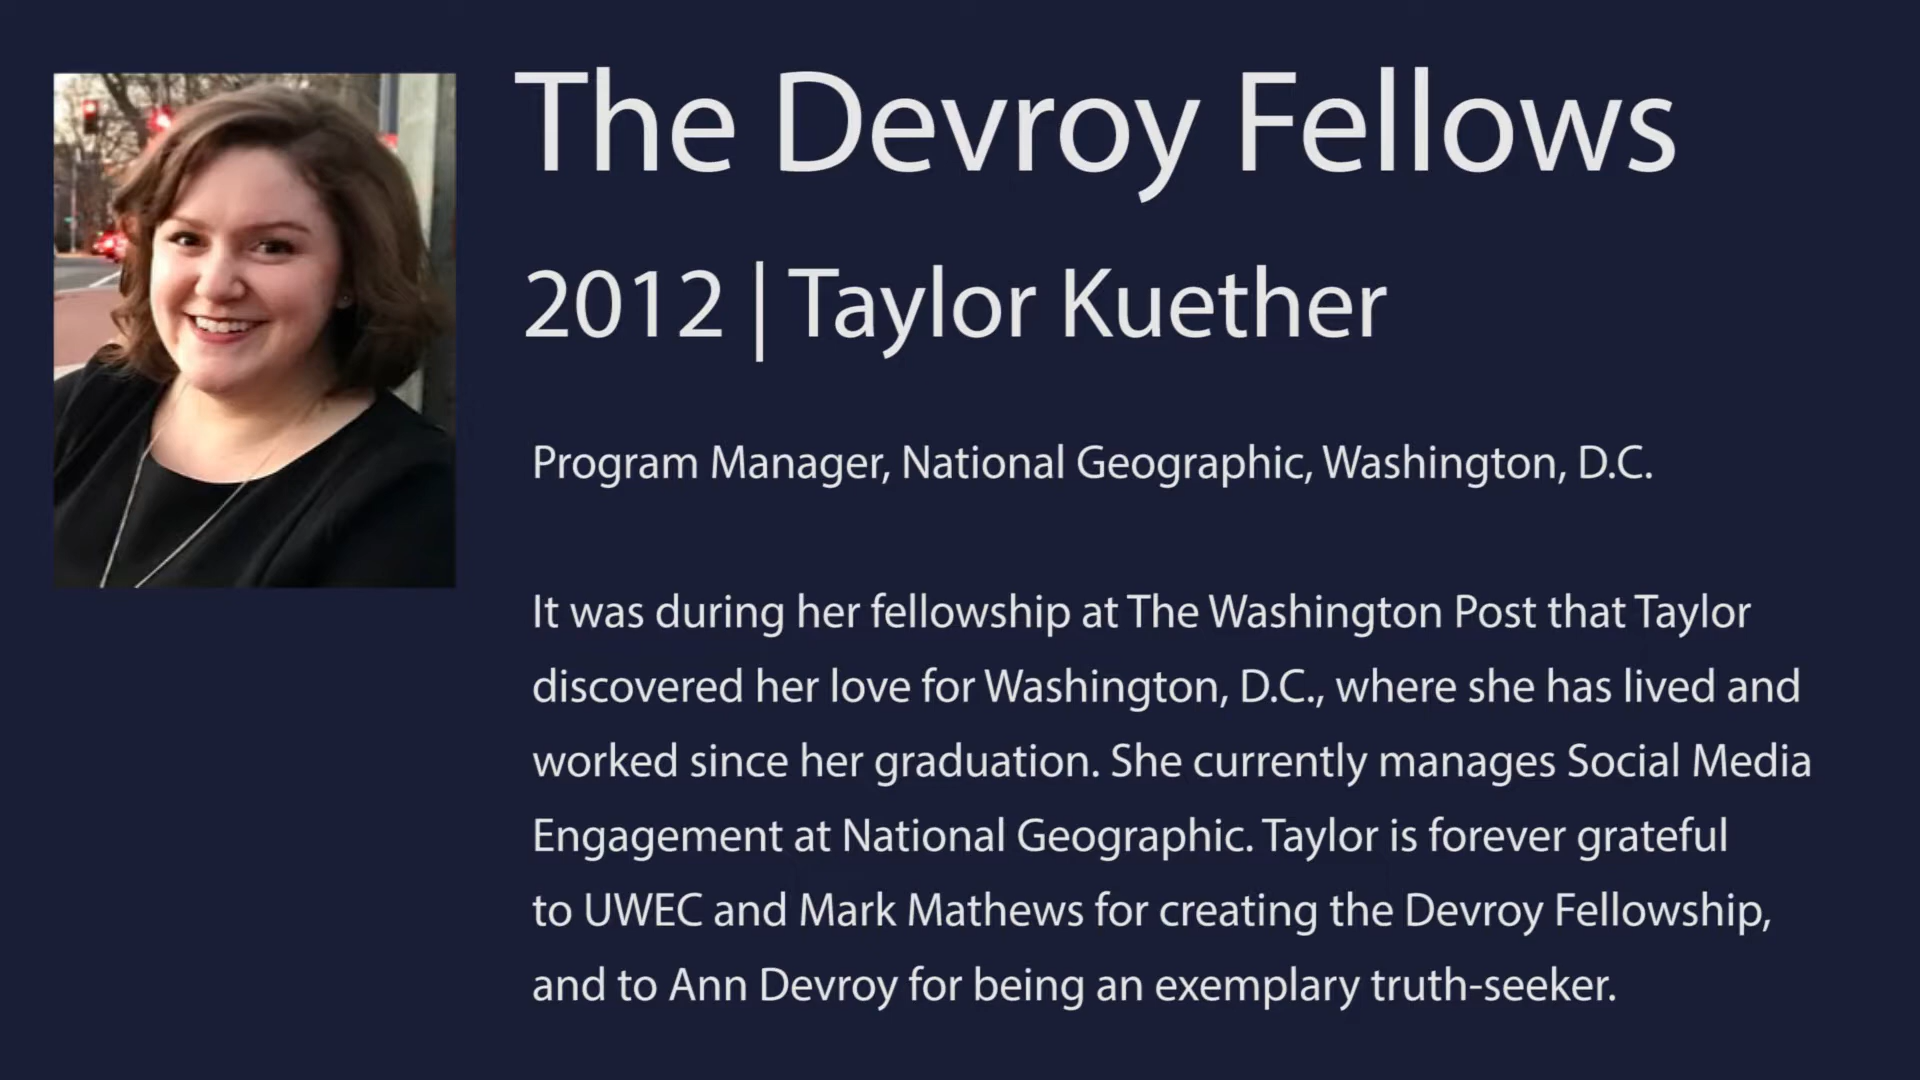 The Devroy Fellows
2012 | Taylor Kuether
Program Manager, National Geographic, Washington, D.C.
It was during her fellowship at The Washington Post that Taylor
discovered her love for Washington, D.C., where she has lived and
worked since her graduation. She currently manages Social Media
Engagement at National Geographic. Taylor is forever grateful
to UWEC and Mark Mathews for creating the Devroy Fellowship,
and to Ann Devroy for being an exemplary truth-seeker.